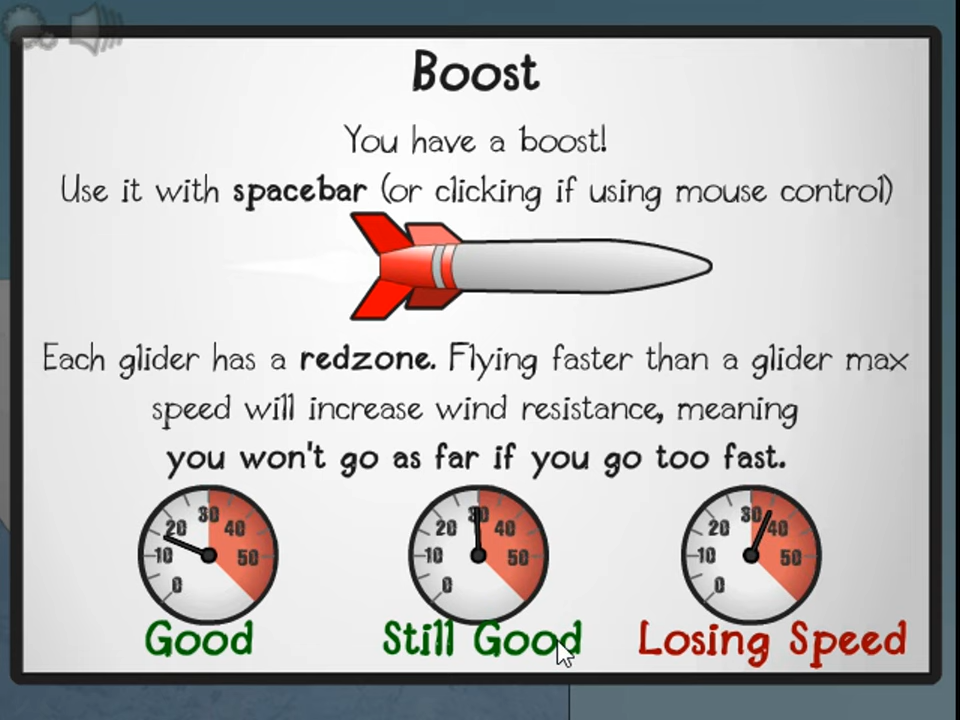 Boost
You have a boost!
Use it with spacebar (or clicking if using mouse control)
Each glider has a redzone. Flying faster than a glider max
speed will increase wind resistance, meaning
you won't go as far if you go too fast.
0 10 20 30 40 50
0 10 20 30 40 50
0 10 20 30 40 50
Good
Still Good
Losing Speed